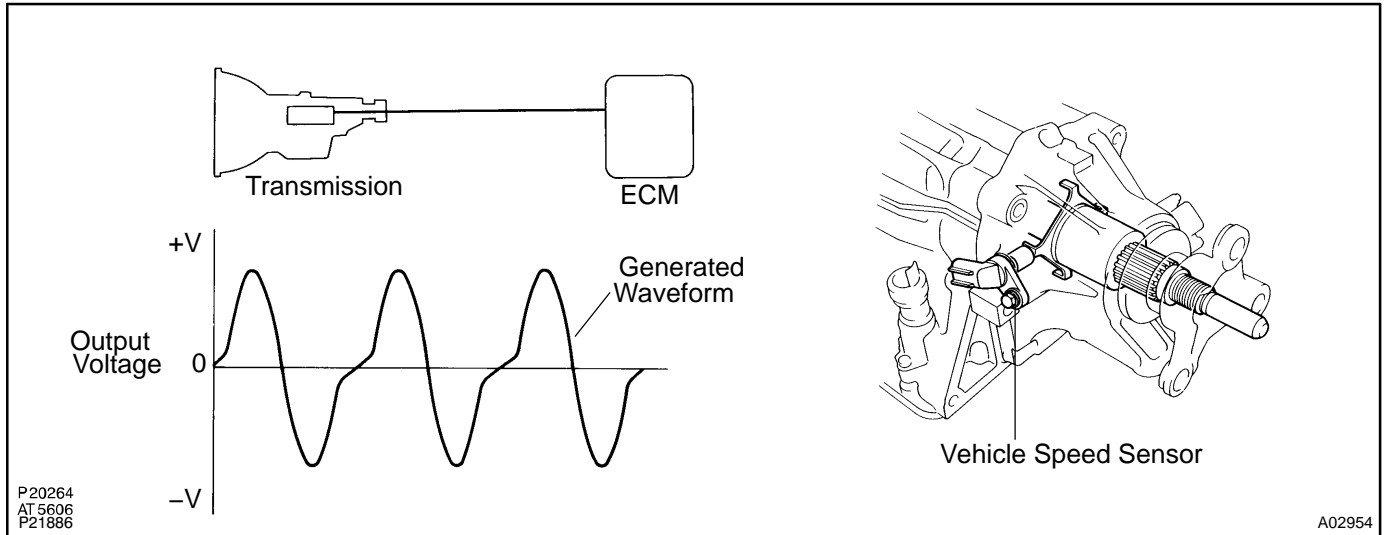 Transmission
ECM
+V
Generated
Waveform
Output
Voltage
0
–V
Vehicle Speed Sensor
P20264
AT5606
P21886
A02954